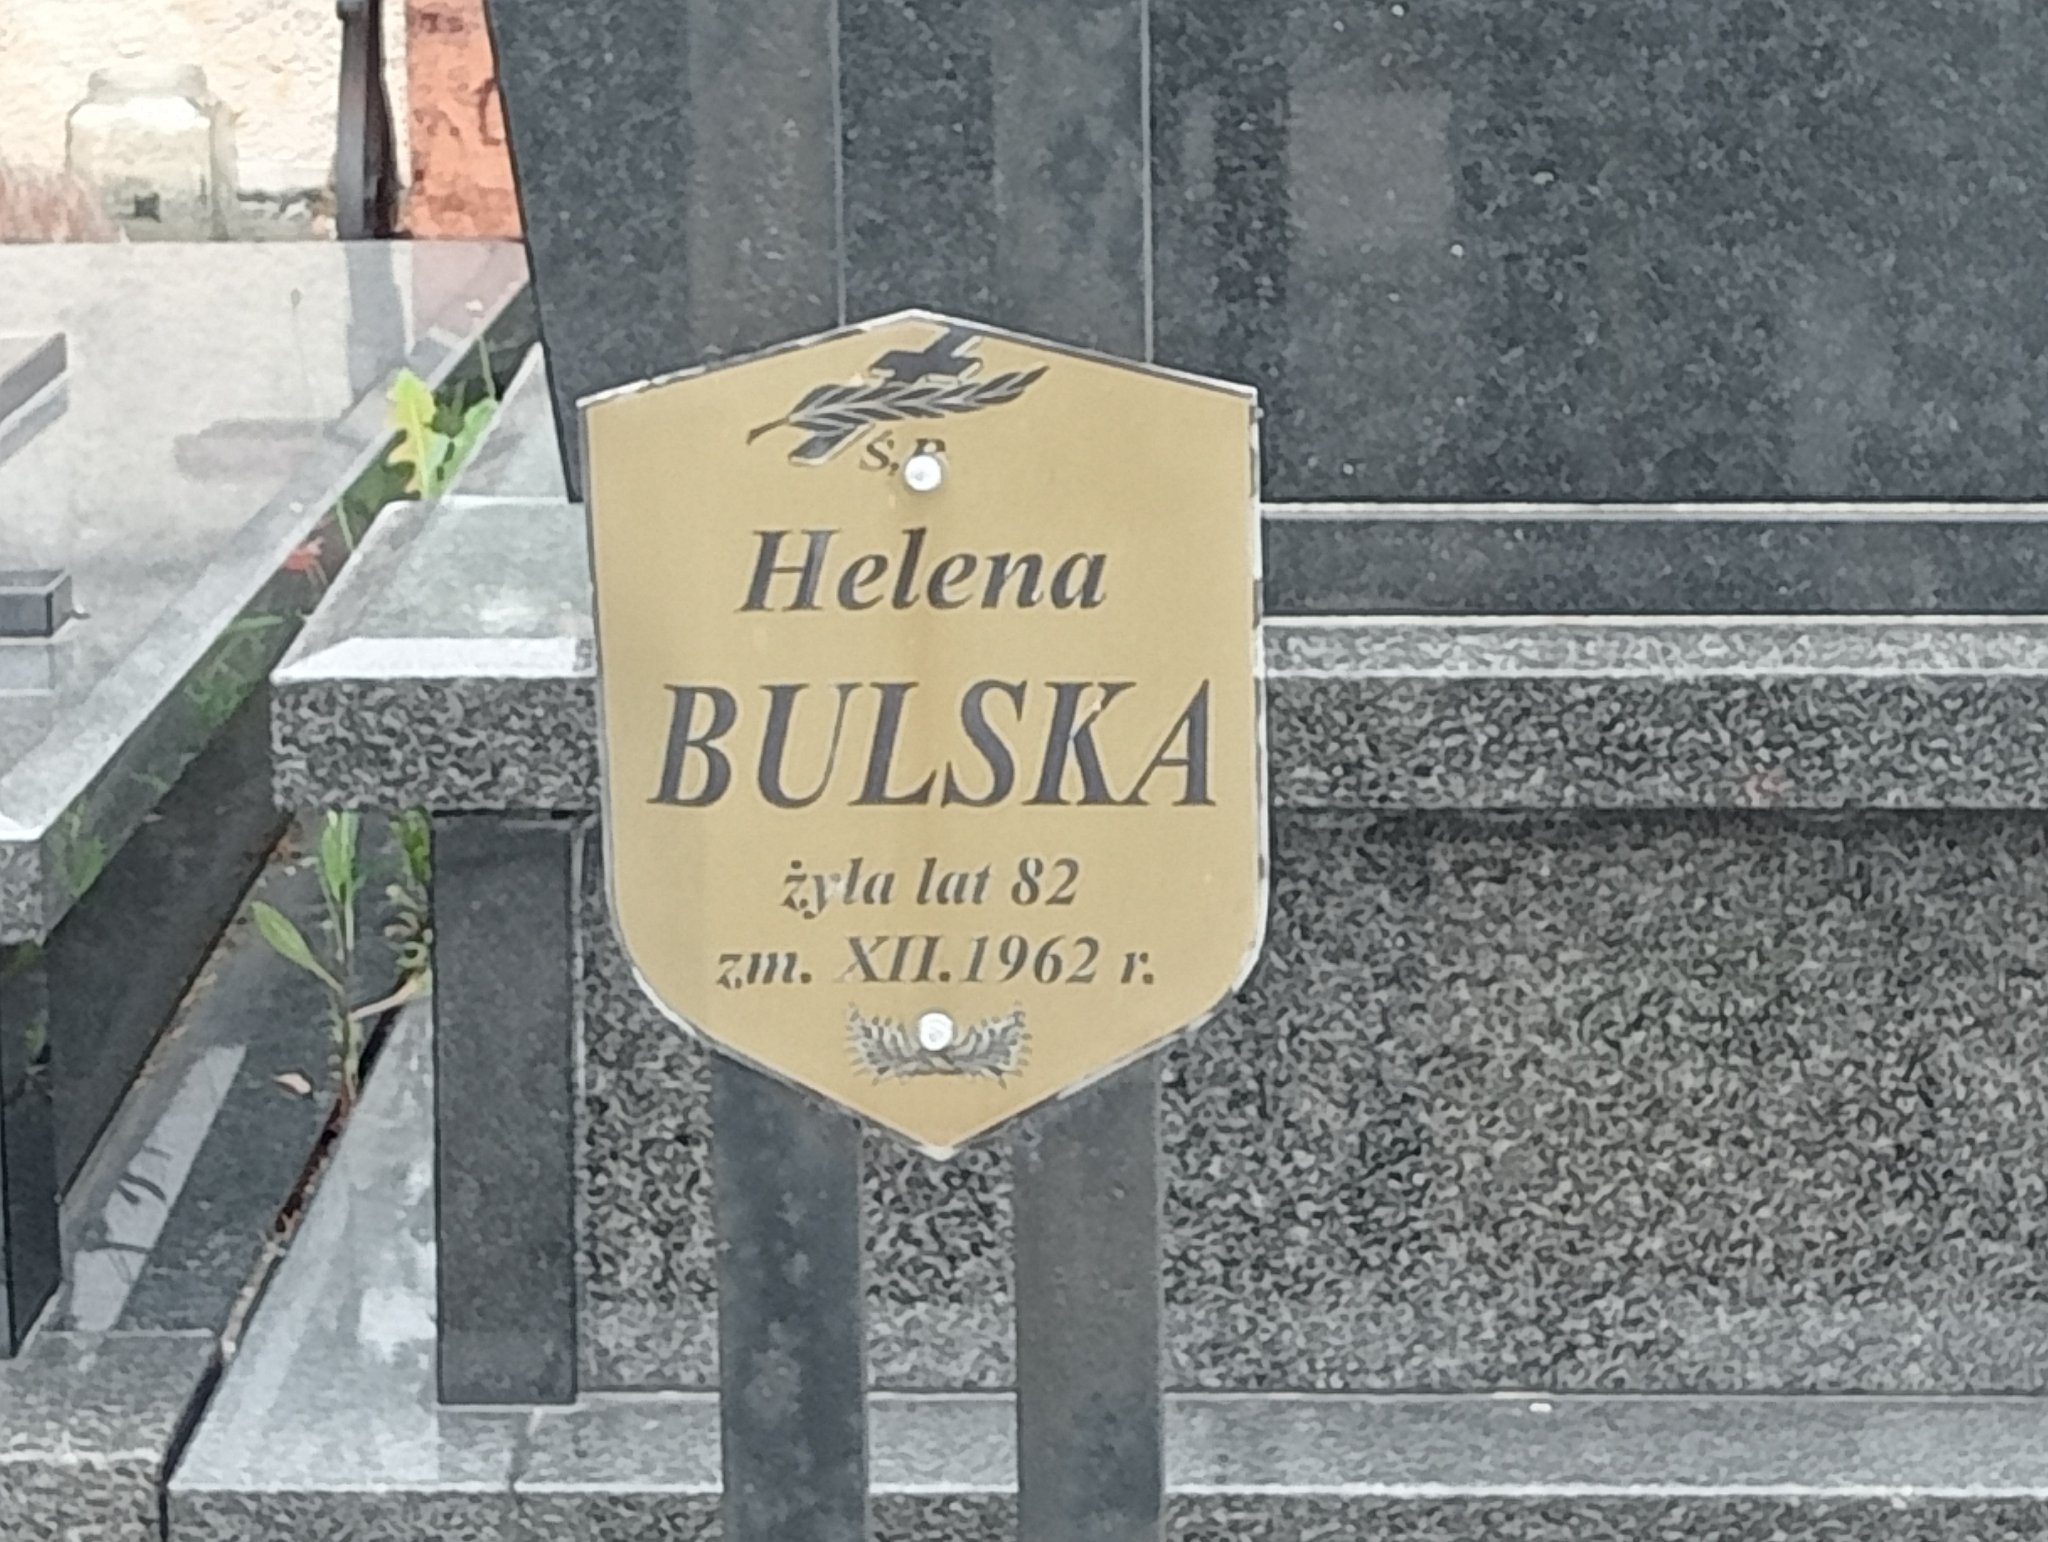 Ś. P.
Helena
BULSKA
żyła lat 82
zm. XII.1962 r.